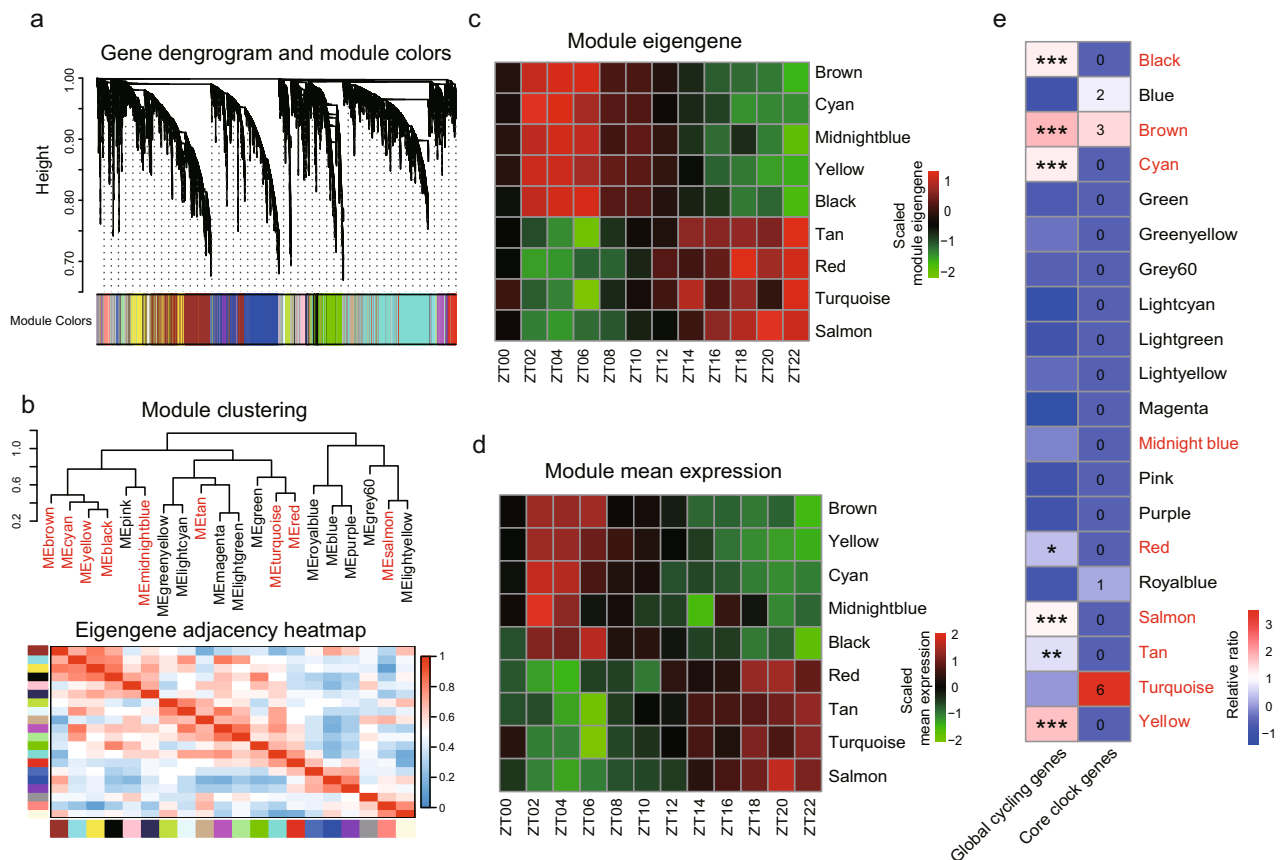 a
Gene dengrogram and module colors
Height
1.00
0.90
0.80
0.70
Module Colors
b
Module clustering
1.0
0.6
0.2
MEbrown
MEcyan
MEyellow
MEblack
MEpink
MEmidnightblue
MEgreenyellow
MElightcyan
MEtan
MEmagenta
MElightgreen
MEgreen
MEturquoise
MEred
MEroyalblue
MEblue
MEpurple
MEgrey60
MEsalmon
MElightyellow
Eigengene adjacency heatmap
1
0.8
0.6
0.4
0.2
0
c
Module eigengene
Brown
Cyan
Midnightblue
Yellow
Black
Tan
Red
Turquoise
Salmon
ZT00
ZT02
ZT04
ZT06
ZT08
ZT10
ZT12
ZT14
ZT16
ZT18
ZT20
ZT22
Scaled
module eigengene
1
0
−1
−2
d
Module mean expression
Brown
Yellow
Cyan
Midnightblue
Black
Red
Tan
Turquoise
Salmon
ZT00
ZT02
ZT04
ZT06
ZT08
ZT10
ZT12
ZT14
ZT16
ZT18
ZT20
ZT22
Scaled
mean expression
2
1
0
−1
−2
e
*** 0 Black
2 Blue
*** 3 Brown
*** 0 Cyan
0 Green
0 Greenyellow
0 Grey60
0 Lightcyan
0 Lightgreen
0 Lightyellow
0 Magenta
0 Midnight blue
0 Pink
0 Purple
* 0 Red
1 Royalblue
*** 0 Salmon
** 0 Tan
6 Turquoise
*** 0 Yellow
Global cycling genes
Core clock genes
Relative ratio
3
2
1
0
−1